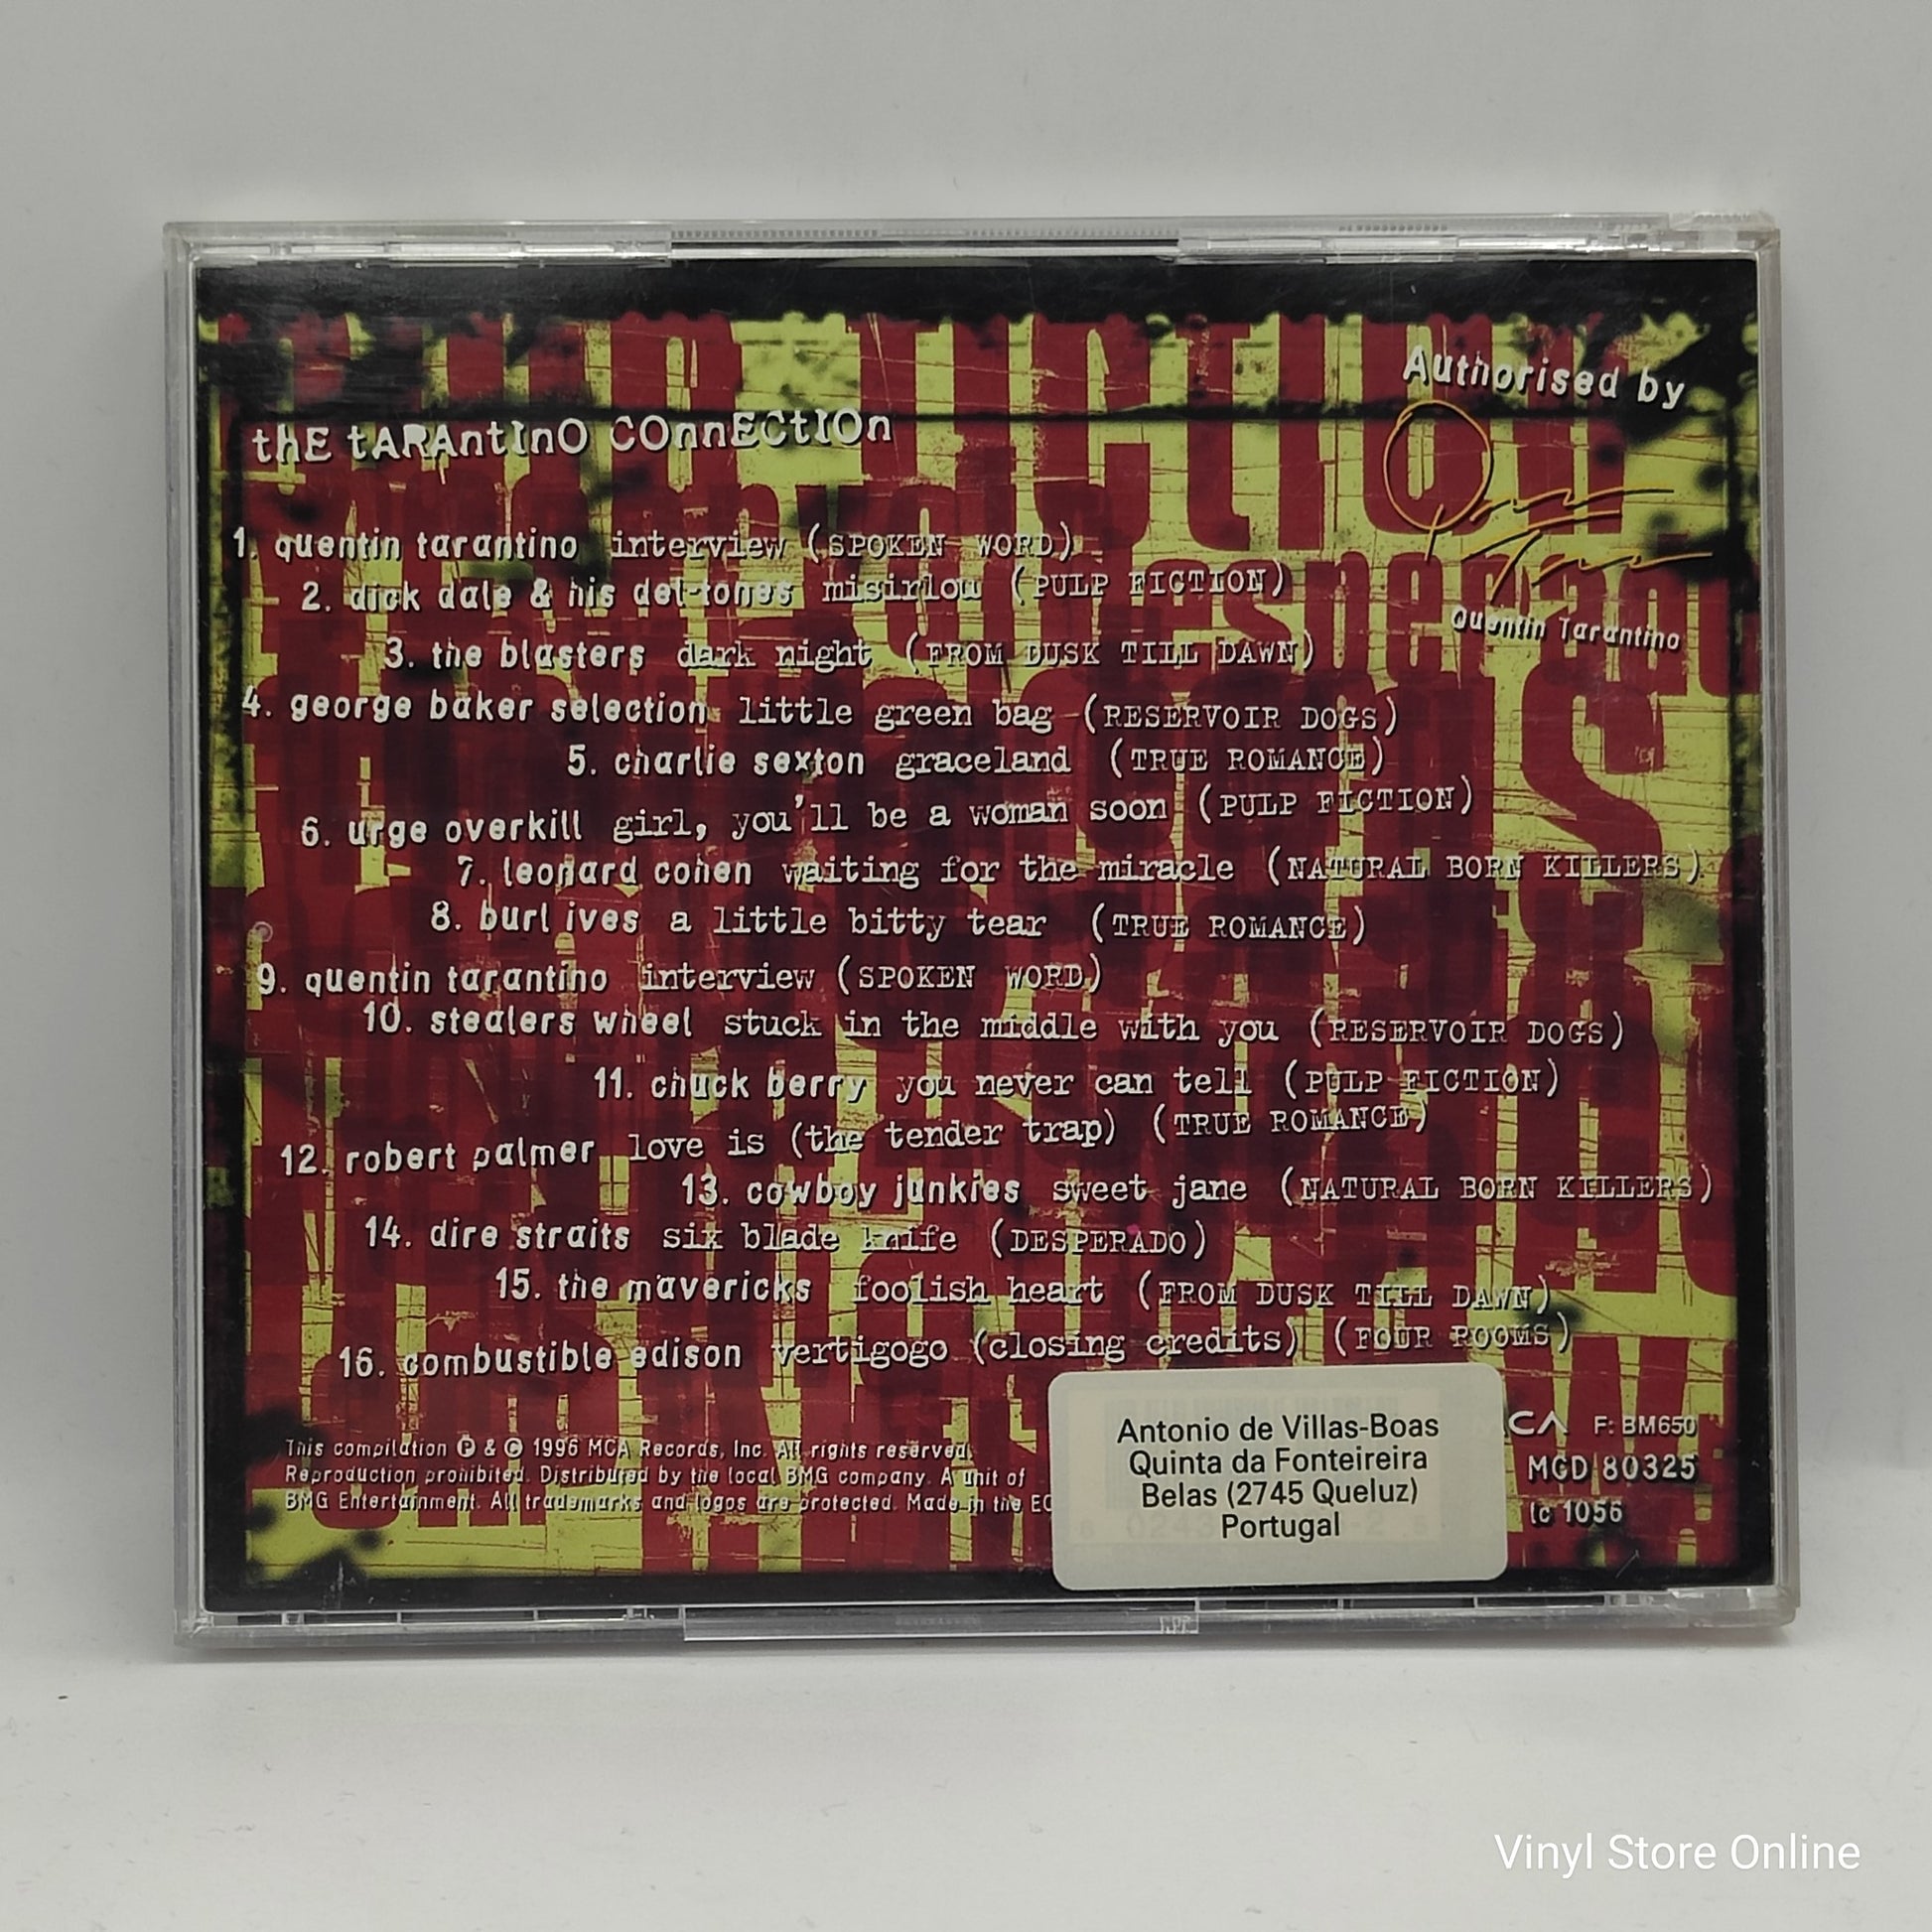 thE tARAntInO COnnECtIOn
Authorised by
Quentin Tarantino
1. quentin tarantino interview (SPOKEN WORD)
2. dick dale & his del-tones misirlou (PULP FICTION)
3. the blasters dark night (FROM DUSK TILL DAWN)
4. george baker selection little green bag (RESERVOIR DOGS)
5. charlie sexton graceland (TRUE ROMANCE)
6. urge overkill girl, you'll be a woman soon (PULP FICTION)
7. leonard cohen waiting for the miracle (NATURAL BORN KILLERS)
8. burl ives a little bitty tear (TRUE ROMANCE)
9. quentin tarantino interview (SPOKEN WORD)
10. stealers wheel stuck in the middle with you (RESERVOIR DOGS)
11. chuck berry you never can tell (PULP FICTION)
12. robert palmer love is (the tender trap) (TRUE ROMANCE)
13. cowboy junkies sweet jane (NATURAL BORN KILLERS)
14. dire straits six blade knife (DESPERADO)
15. the mavericks foolish heart (FROM DUSK TILL DAWN)
16. combustible edison vertigogo (closing credits) (FOUR ROOMS)
This compilation ℗ & © 1996 MCA Records, Inc. All rights reserved.
Reproduction prohibited. Distributed by the local BMG company. A unit of
BMG Entertainment. All trademarks and logos are protected. Made in the EC
Antonio de Villas-Boas
Quinta da Fonteireira
Belas (2745 Queluz)
Portugal
MCA F: BM650
MCD 80325
lc 1056
Vinyl Store Online